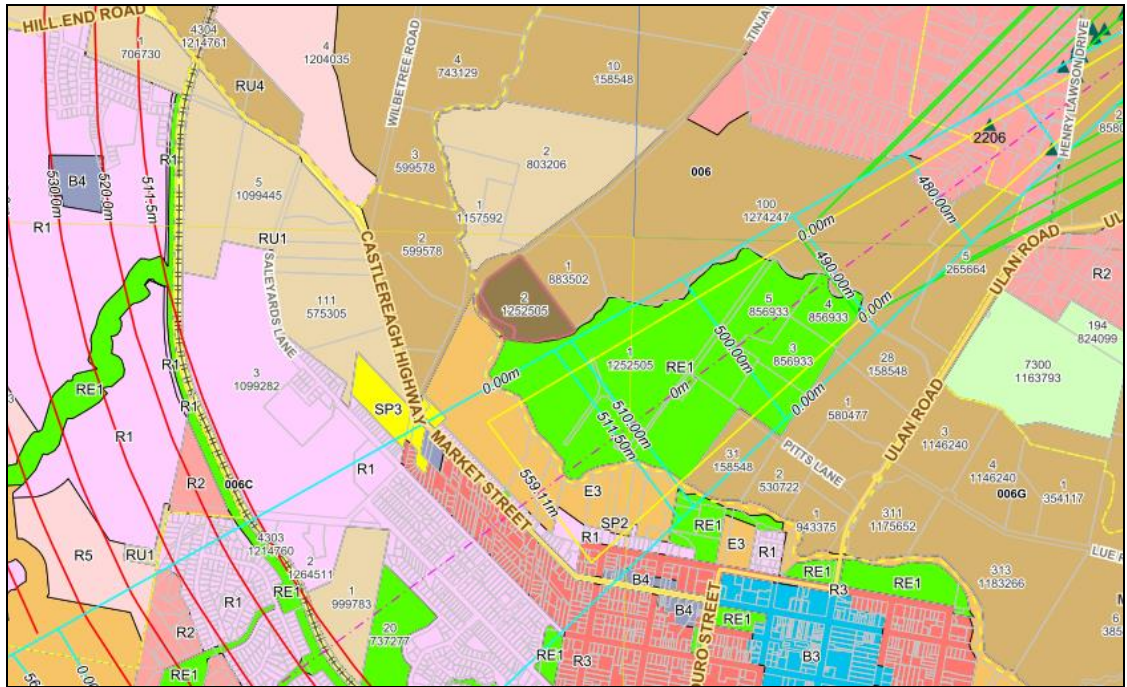 HILL END ROAD
1
706730
4304
1214761
RU4
4
1204035
WILBETREE ROAD
4
743129
10
158548
HENRY LAWSON DRIVE
2206
R1
B4
530.0m
520.0m
511.5m
R1
5
1099445
3
599578
2
803206
006
100
1274247
480.00m
RU1
SALEYARDS LANE
1
1157592
2
599578
CASTLEREAGH HIGHWAY
0.00m
490.00m
5
265664
ULAN ROAD
R2
111
575305
2
1252505
1
883502
5
856933
4
856933
0.00m
194
824099
7300
1163793
RE1
R1
3
1099282
1
1252505
RE1
500.00m
3
856933
28
158548
R1
R1
SP3
0.00m
0m
0.00m
1
580477
ULAN ROAD
3
1146240
510.00m
511.50m
PITTS LANE
R2
006C
R1
MARKET STREET
559.11m
31
158548
2
530722
4
1146240
006G
1
354117
E3
SP2
R1
RE1
E3
R1
1
943375
311
1175652
R5
RU1
4303
1214760
2
1264511
RE1
R1
1
999783
B4
B4
R3
RE1
RE1
313
1183266
R2
RE1
20
737277
RE1
R3
RE1
B3